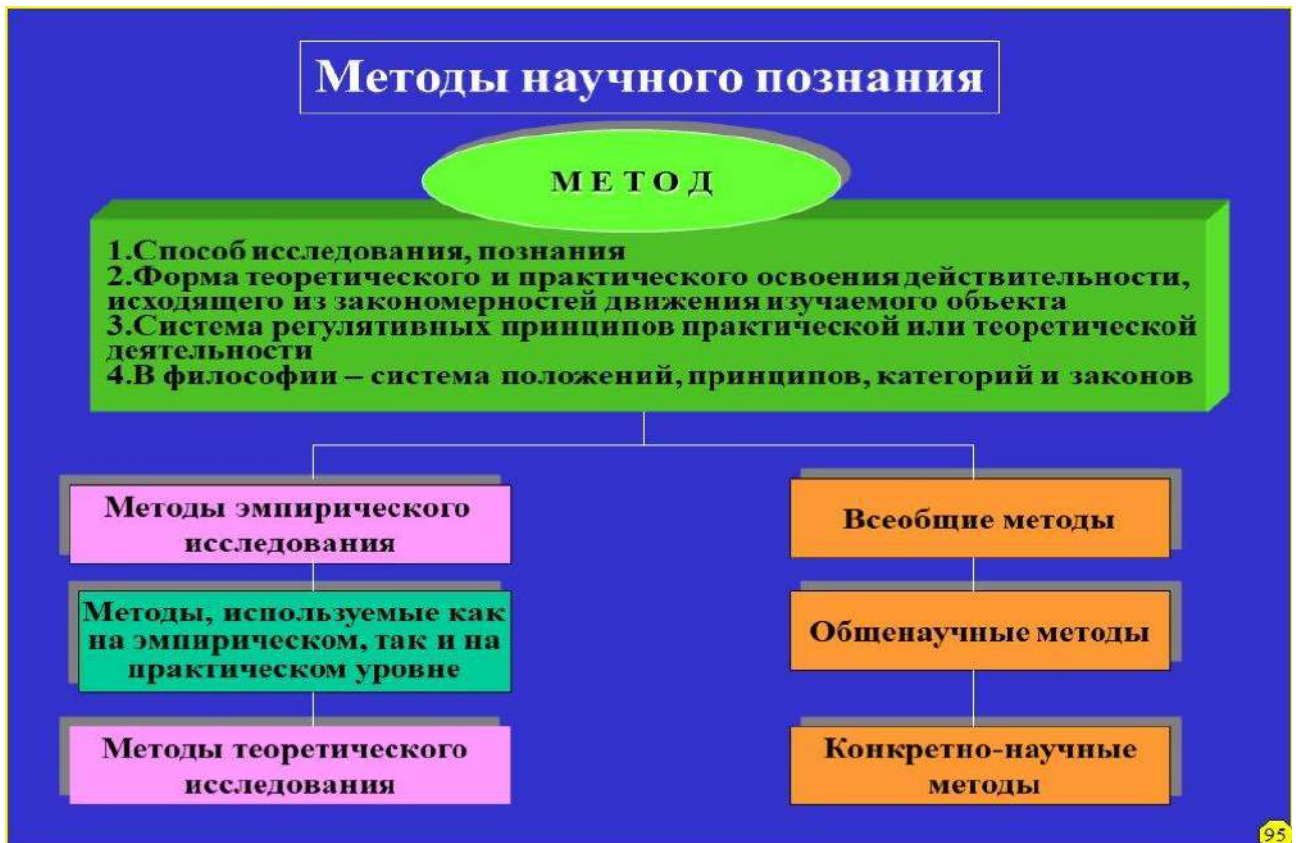 Методы научного познания
М Е Т О Д
1.Способ исследования, познания
2.Форма теоретического и практического освоения действительности,
исходящего из закономерностей движения изучаемого объекта
3.Система регулятивных принципов практической или теоретической
деятельности
4.В философии – система положений, принципов, категорий и законов
Методы эмпирического
исследования
Методы, используемые как
на эмпирическом, так и на
практическом уровне
Методы теоретического
исследования
Всеобщие методы
Общенаучные методы
Конкретно-научные
методы
95